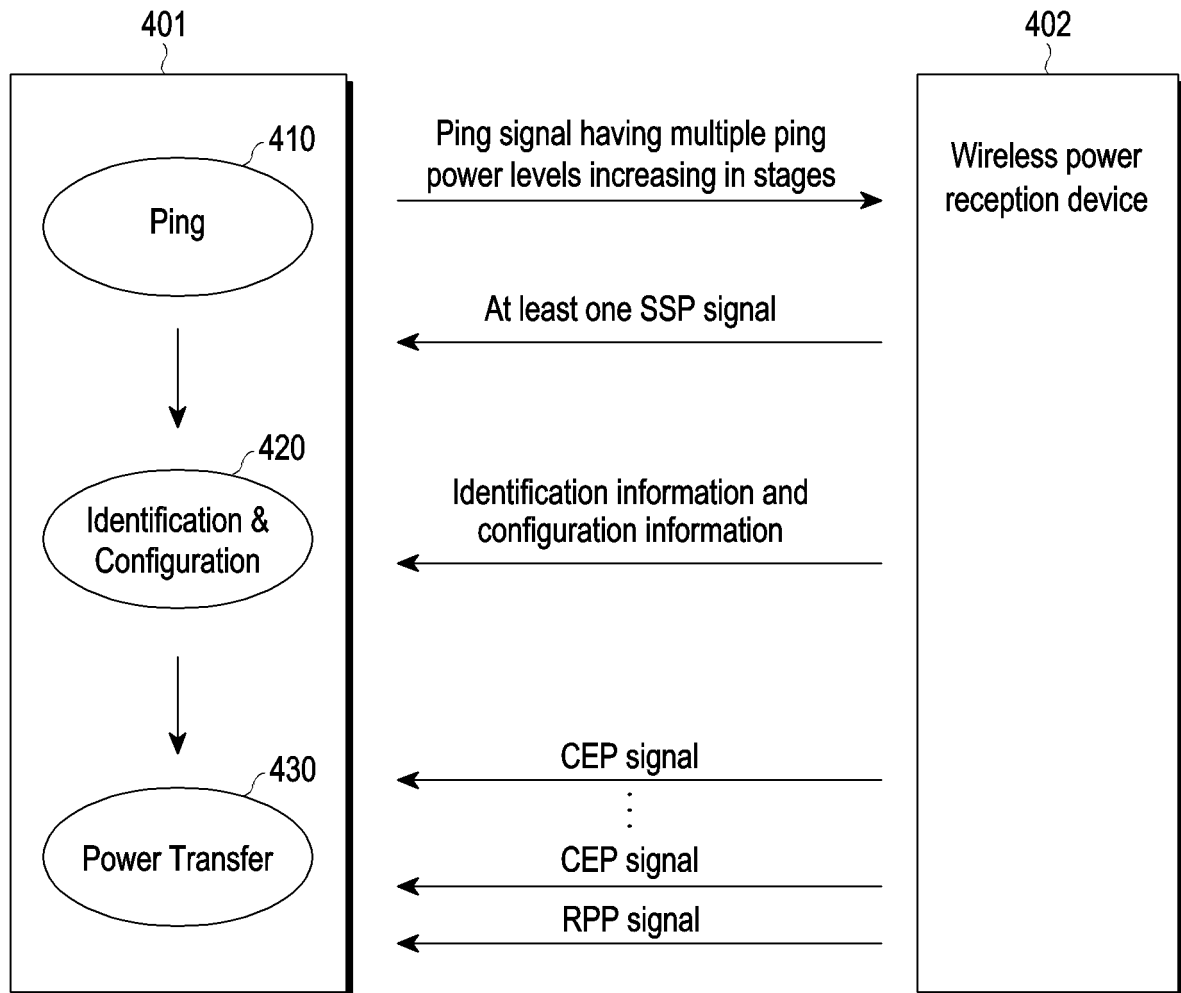 401
402
410
Ping
Ping signal having multiple ping
power levels increasing in stages
Wireless power
reception device
At least one SSP signal
420
Identification &
Configuration
Identification information and
configuration information
430
Power Transfer
CEP signal
CEP signal
RPP signal